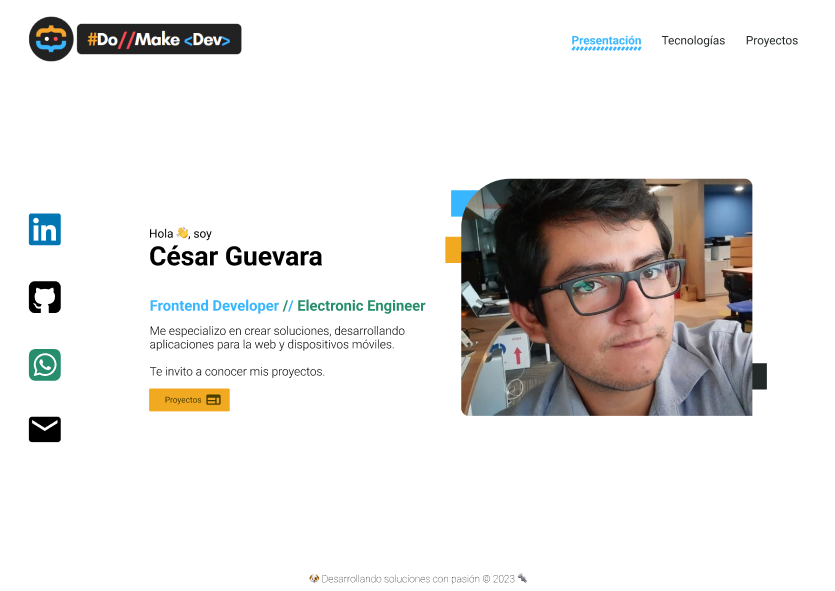 #Do//Make <Dev>
Presentación
Tecnologías
Proyectos
Hola 👋, soy
César Guevara
Frontend Developer // Electronic Engineer
Me especializo en crear soluciones, desarrollando
aplicaciones para la web y dispositivos móviles.
Te invito a conocer mis proyectos.
Proyectos
in
🐶 Desarrollando soluciones con pasión © 2023 🔩